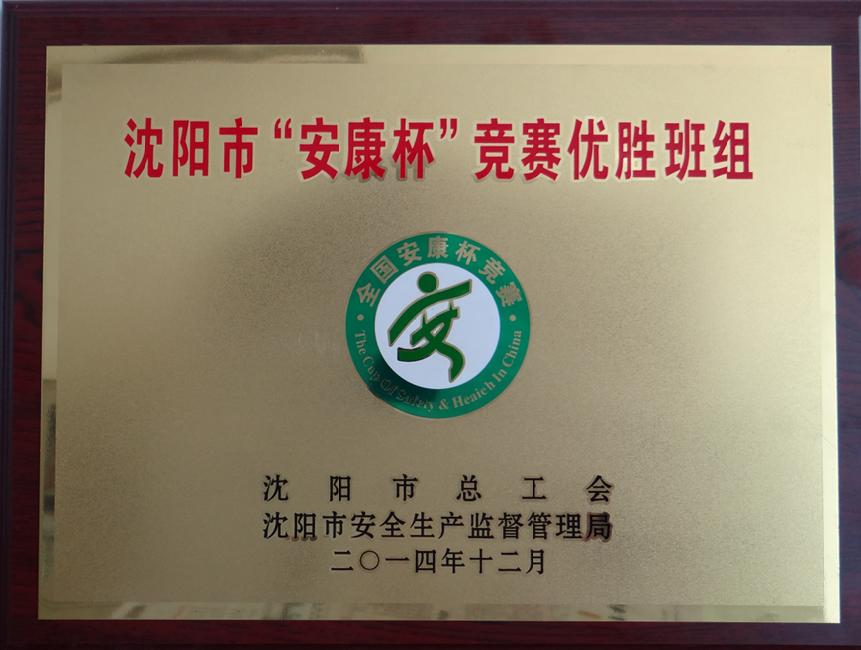 沈阳市“安康杯”竞赛优胜班组
全国安康杯竞赛
The Cup Of Safety & Heaieh In China
沈阳市总工会
沈阳市安全生产监督管理局
二〇一四年十二月